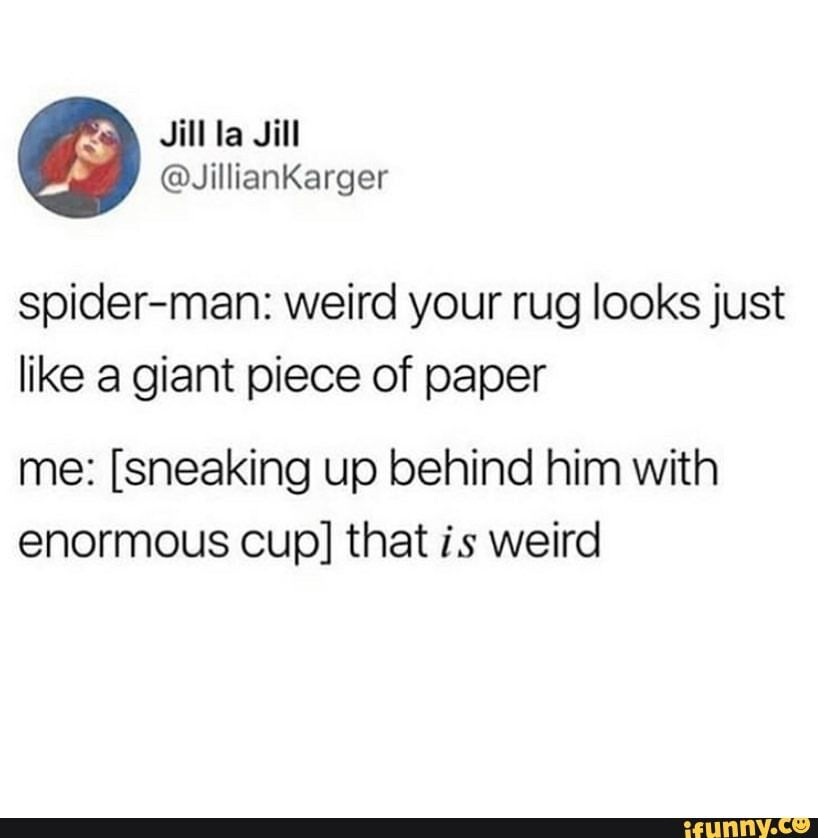 Jill la Jill
@JillianKarger
spider-man: weird your rug looks just
like a giant piece of paper
me: [sneaking up behind him with
enormous cup] that is weird
ifunny.co